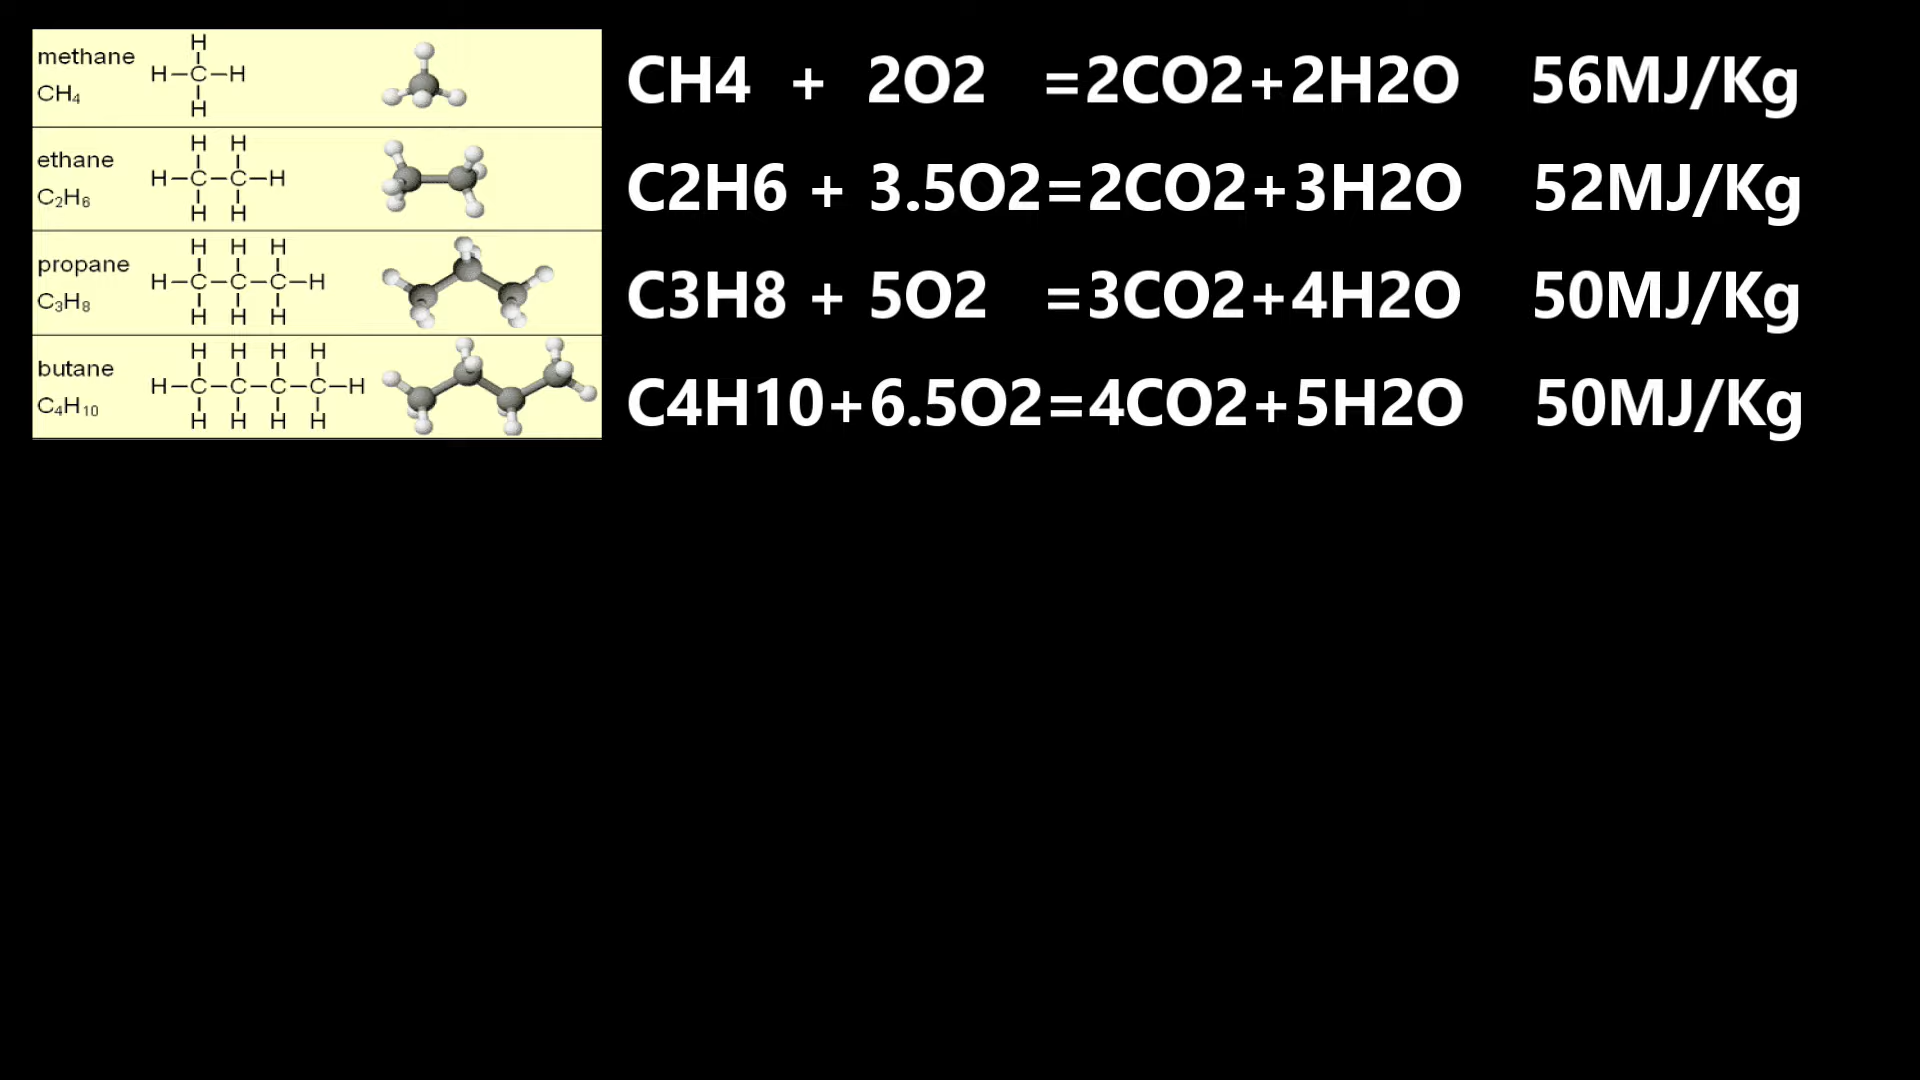 methane
CH₄
H
H–C–H
H
CH4 + 2O2 =2CO2+2H2O 56MJ/Kg
ethane
C₂H₆
H H
H–C–C–H
H H
C2H6 + 3.5O2=2CO2+3H2O 52MJ/Kg
propane
C₃H₈
H H H
H–C–C–C–H
H H H
C3H8 + 5O2 =3CO2+4H2O 50MJ/Kg
butane
C₄H₁₀
H H H H
H–C–C–C–C–H
H H H H
C4H10+6.5O2=4CO2+5H2O 50MJ/Kg